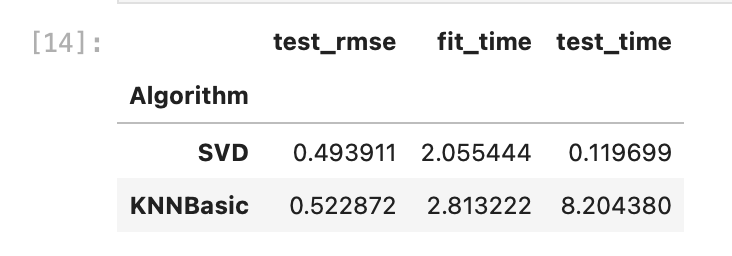 [14]:
test_rmse fit_time test_time
Algorithm
SVD 0.493911 2.055444 0.119699
KNNBasic 0.522872 2.813222 8.204380